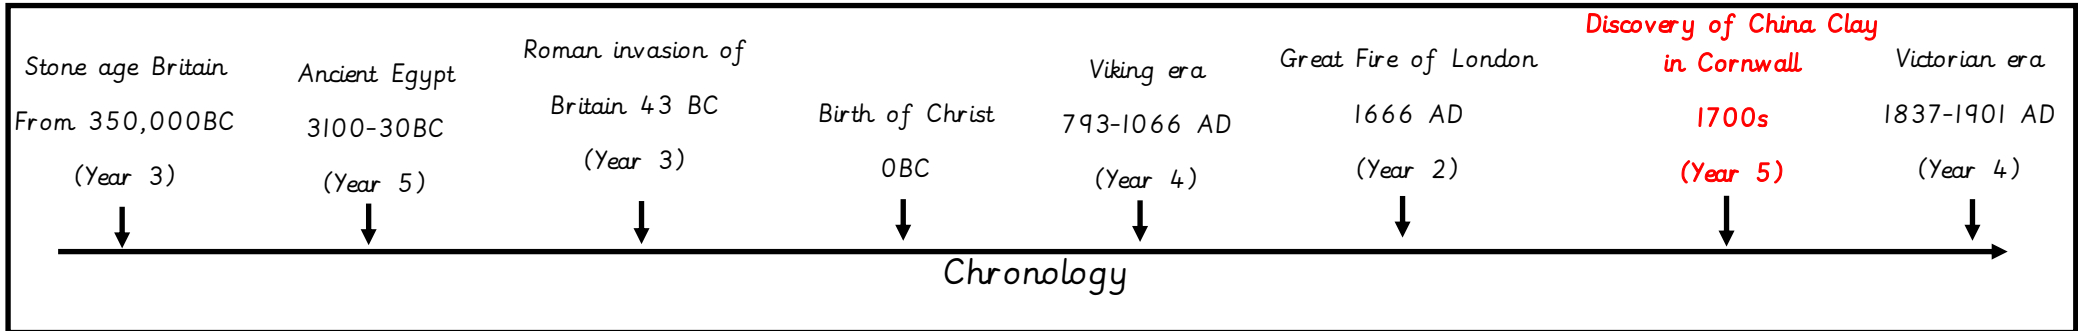 Stone age Britain
From 350,000BC
(Year 3)
Ancient Egypt
3100-30BC
(Year 5)
Roman invasion of
Britain 43 BC
(Year 3)
Birth of Christ
0BC
Viking era
793-1066 AD
(Year 4)
Great Fire of London
1666 AD
(Year 2)
Discovery of China Clay
in Cornwall
1700s
(Year 5)
Victorian era
1837-1901 AD
(Year 4)
Chronology